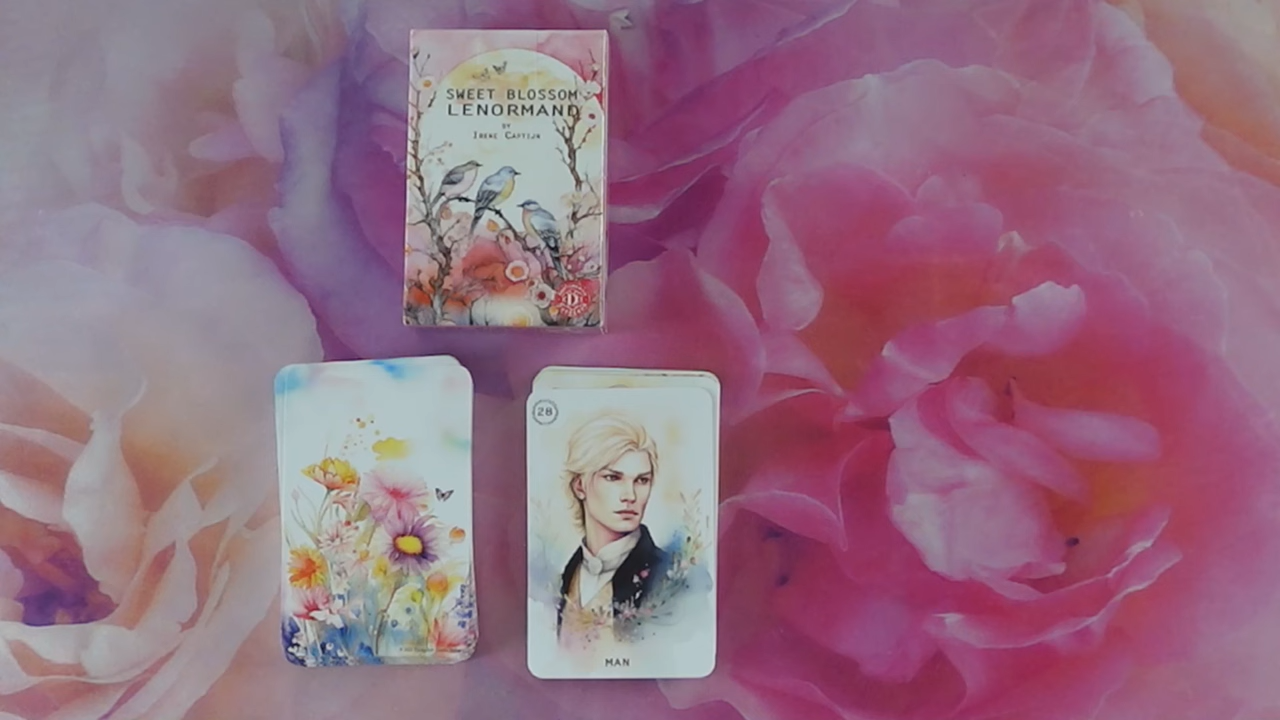 SWEET BLOSSOM
LENORMAND
BY
IRENE CAPTIJN
28
MAN